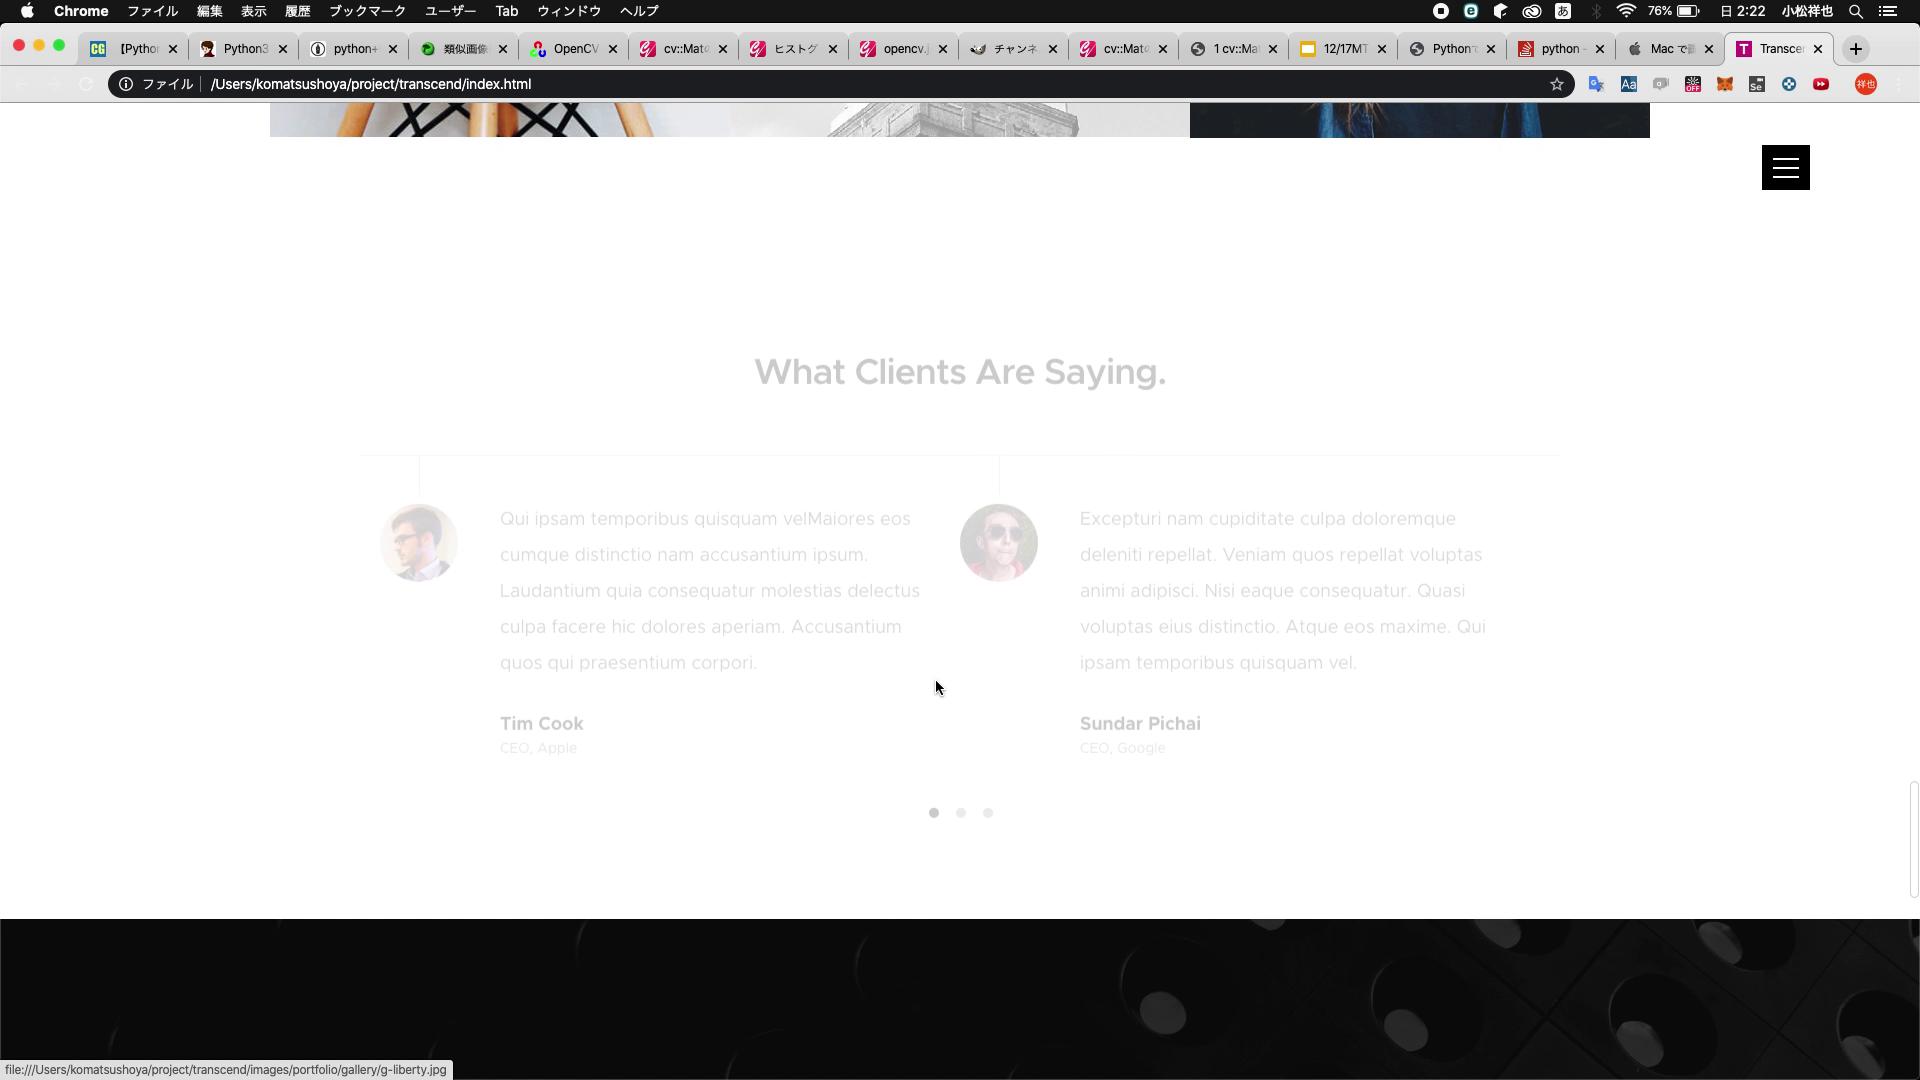 Chrome ファイル 編集 表示 履歴 ブックマーク ユーザー Tab ウィンドウ ヘルプ 76% 日 2:22 小松祥也
【Pytho Python3 python+ 類似画像 OpenCV cv::Mat ヒストグ opencv. チャンネ cv::Mat 1 cv::Ma 12/17MT Python python - Mac で Transce
ファイル /Users/komatsushoya/project/transcend/index.html 祥也
What Clients Are Saying.
Qui ipsam temporibus quisquam velMaiores eos
cumque distinctio nam accusantium ipsum.
Laudantium quia consequatur molestias delectus
culpa facere hic dolores aperiam. Accusantium
quos qui praesentium corpori.
Tim Cook
CEO, Apple
Excepturi nam cupiditate culpa doloremque
deleniti repellat. Veniam quos repellat voluptas
animi adipisci. Nisi eaque consequatur. Quasi
voluptas eius distinctio. Atque eos maxime. Qui
ipsam temporibus quisquam vel.
Sundar Pichai
CEO, Google
file:///Users/komatsushoya/project/transcend/images/portfolio/gallery/g-liberty.jpg